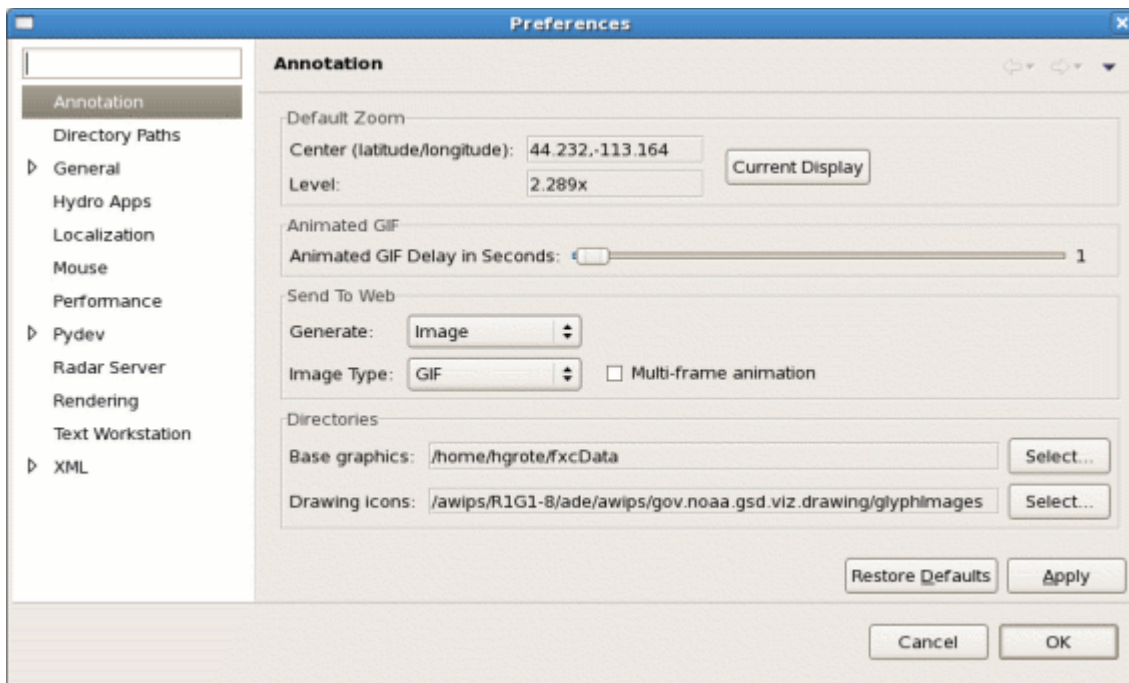 Preferences
Annotation
Directory Paths
General
Hydro Apps
Localization
Mouse
Performance
Pydev
Radar Server
Rendering
Text Workstation
XML
Annotation
Default Zoom
Center (latitude/longitude): 44.232,-113.164
Current Display
Level: 2.289x
Animated GIF
Animated GIF Delay in Seconds: 1
Send To Web
Generate: Image
Image Type: GIF Multi-frame animation
Directories
Base graphics: /home/hgrote/fxcData Select...
Drawing icons: /awips/R1G1-8/ade/awips/gov.noaa.gsd.viz.drawing/glyphImages Select...
Restore Defaults Apply
Cancel OK